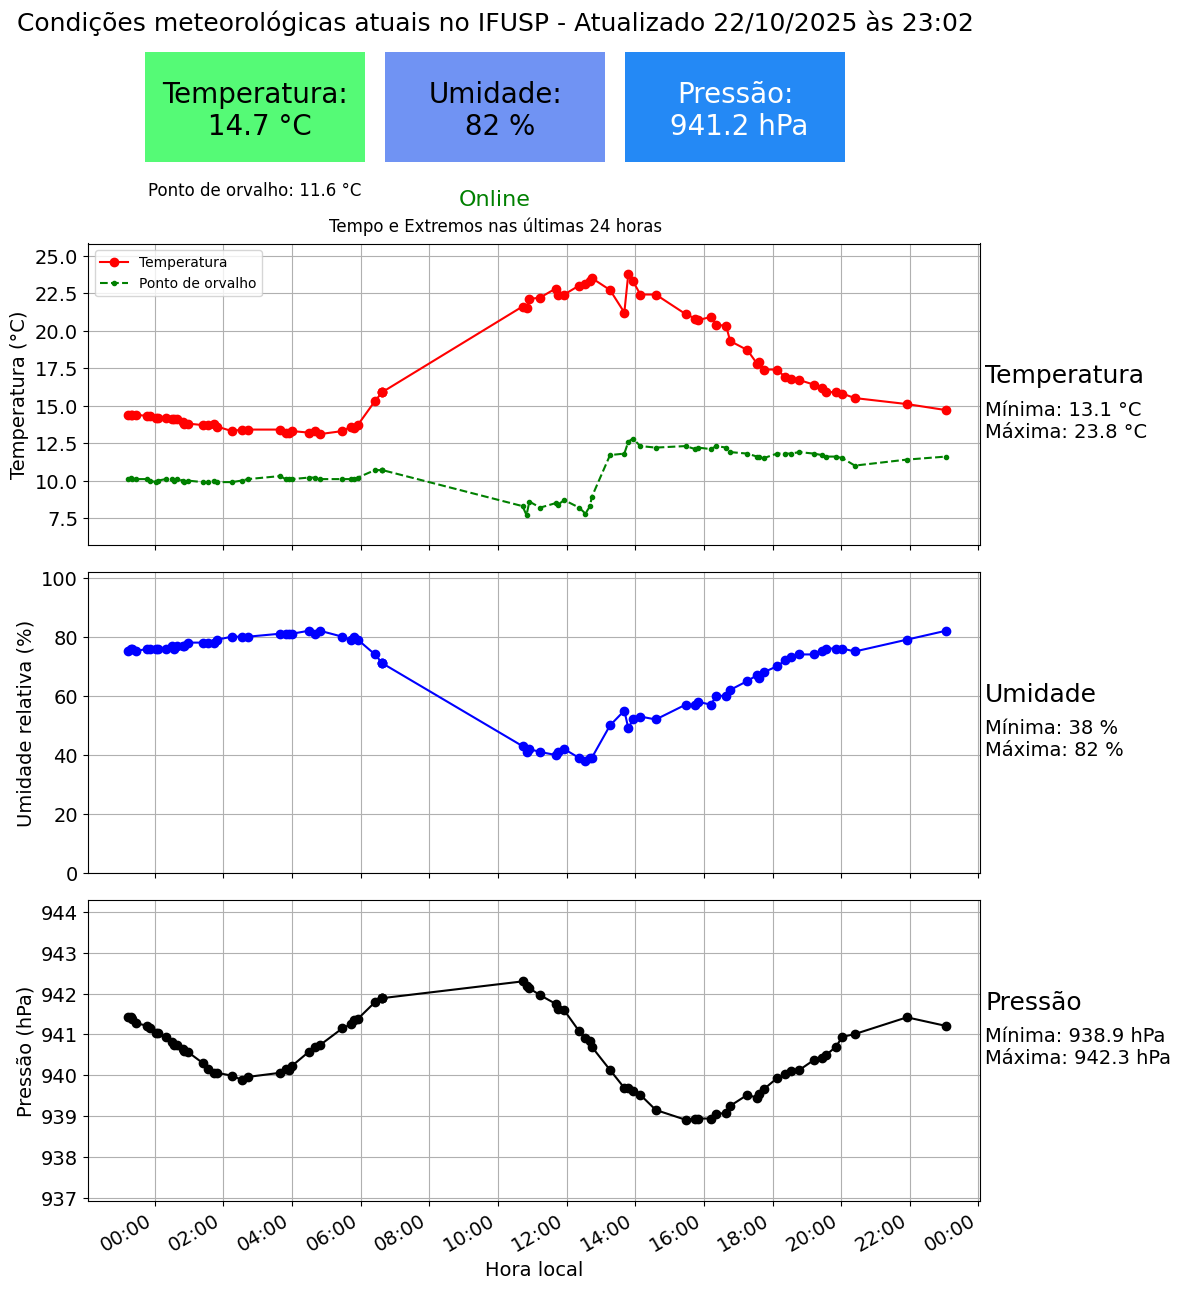 Condições meteorológicas atuais no IFUSP - Atualizado 22/10/2025 às 23:02
Temperatura:
14.7 °C
Umidade:
82 %
Pressão:
941.2 hPa
Ponto de orvalho: 11.6 °C
Online
Tempo e Extremos nas últimas 24 horas
Temperatura (°C)
25.0
22.5
20.0
17.5
15.0
12.5
10.0
7.5
Temperatura
Ponto de orvalho
Temperatura
Mínima: 13.1 °C
Máxima: 23.8 °C
Umidade relativa (%)
100
80
60
40
20
0
Umidade
Mínima: 38 %
Máxima: 82 %
Pressão (hPa)
944
943
942
941
940
939
938
937
Pressão
Mínima: 938.9 hPa
Máxima: 942.3 hPa
00:00 02:00 04:00 06:00 08:00 10:00 12:00 14:00 16:00 18:00 20:00 22:00 00:00
Hora local